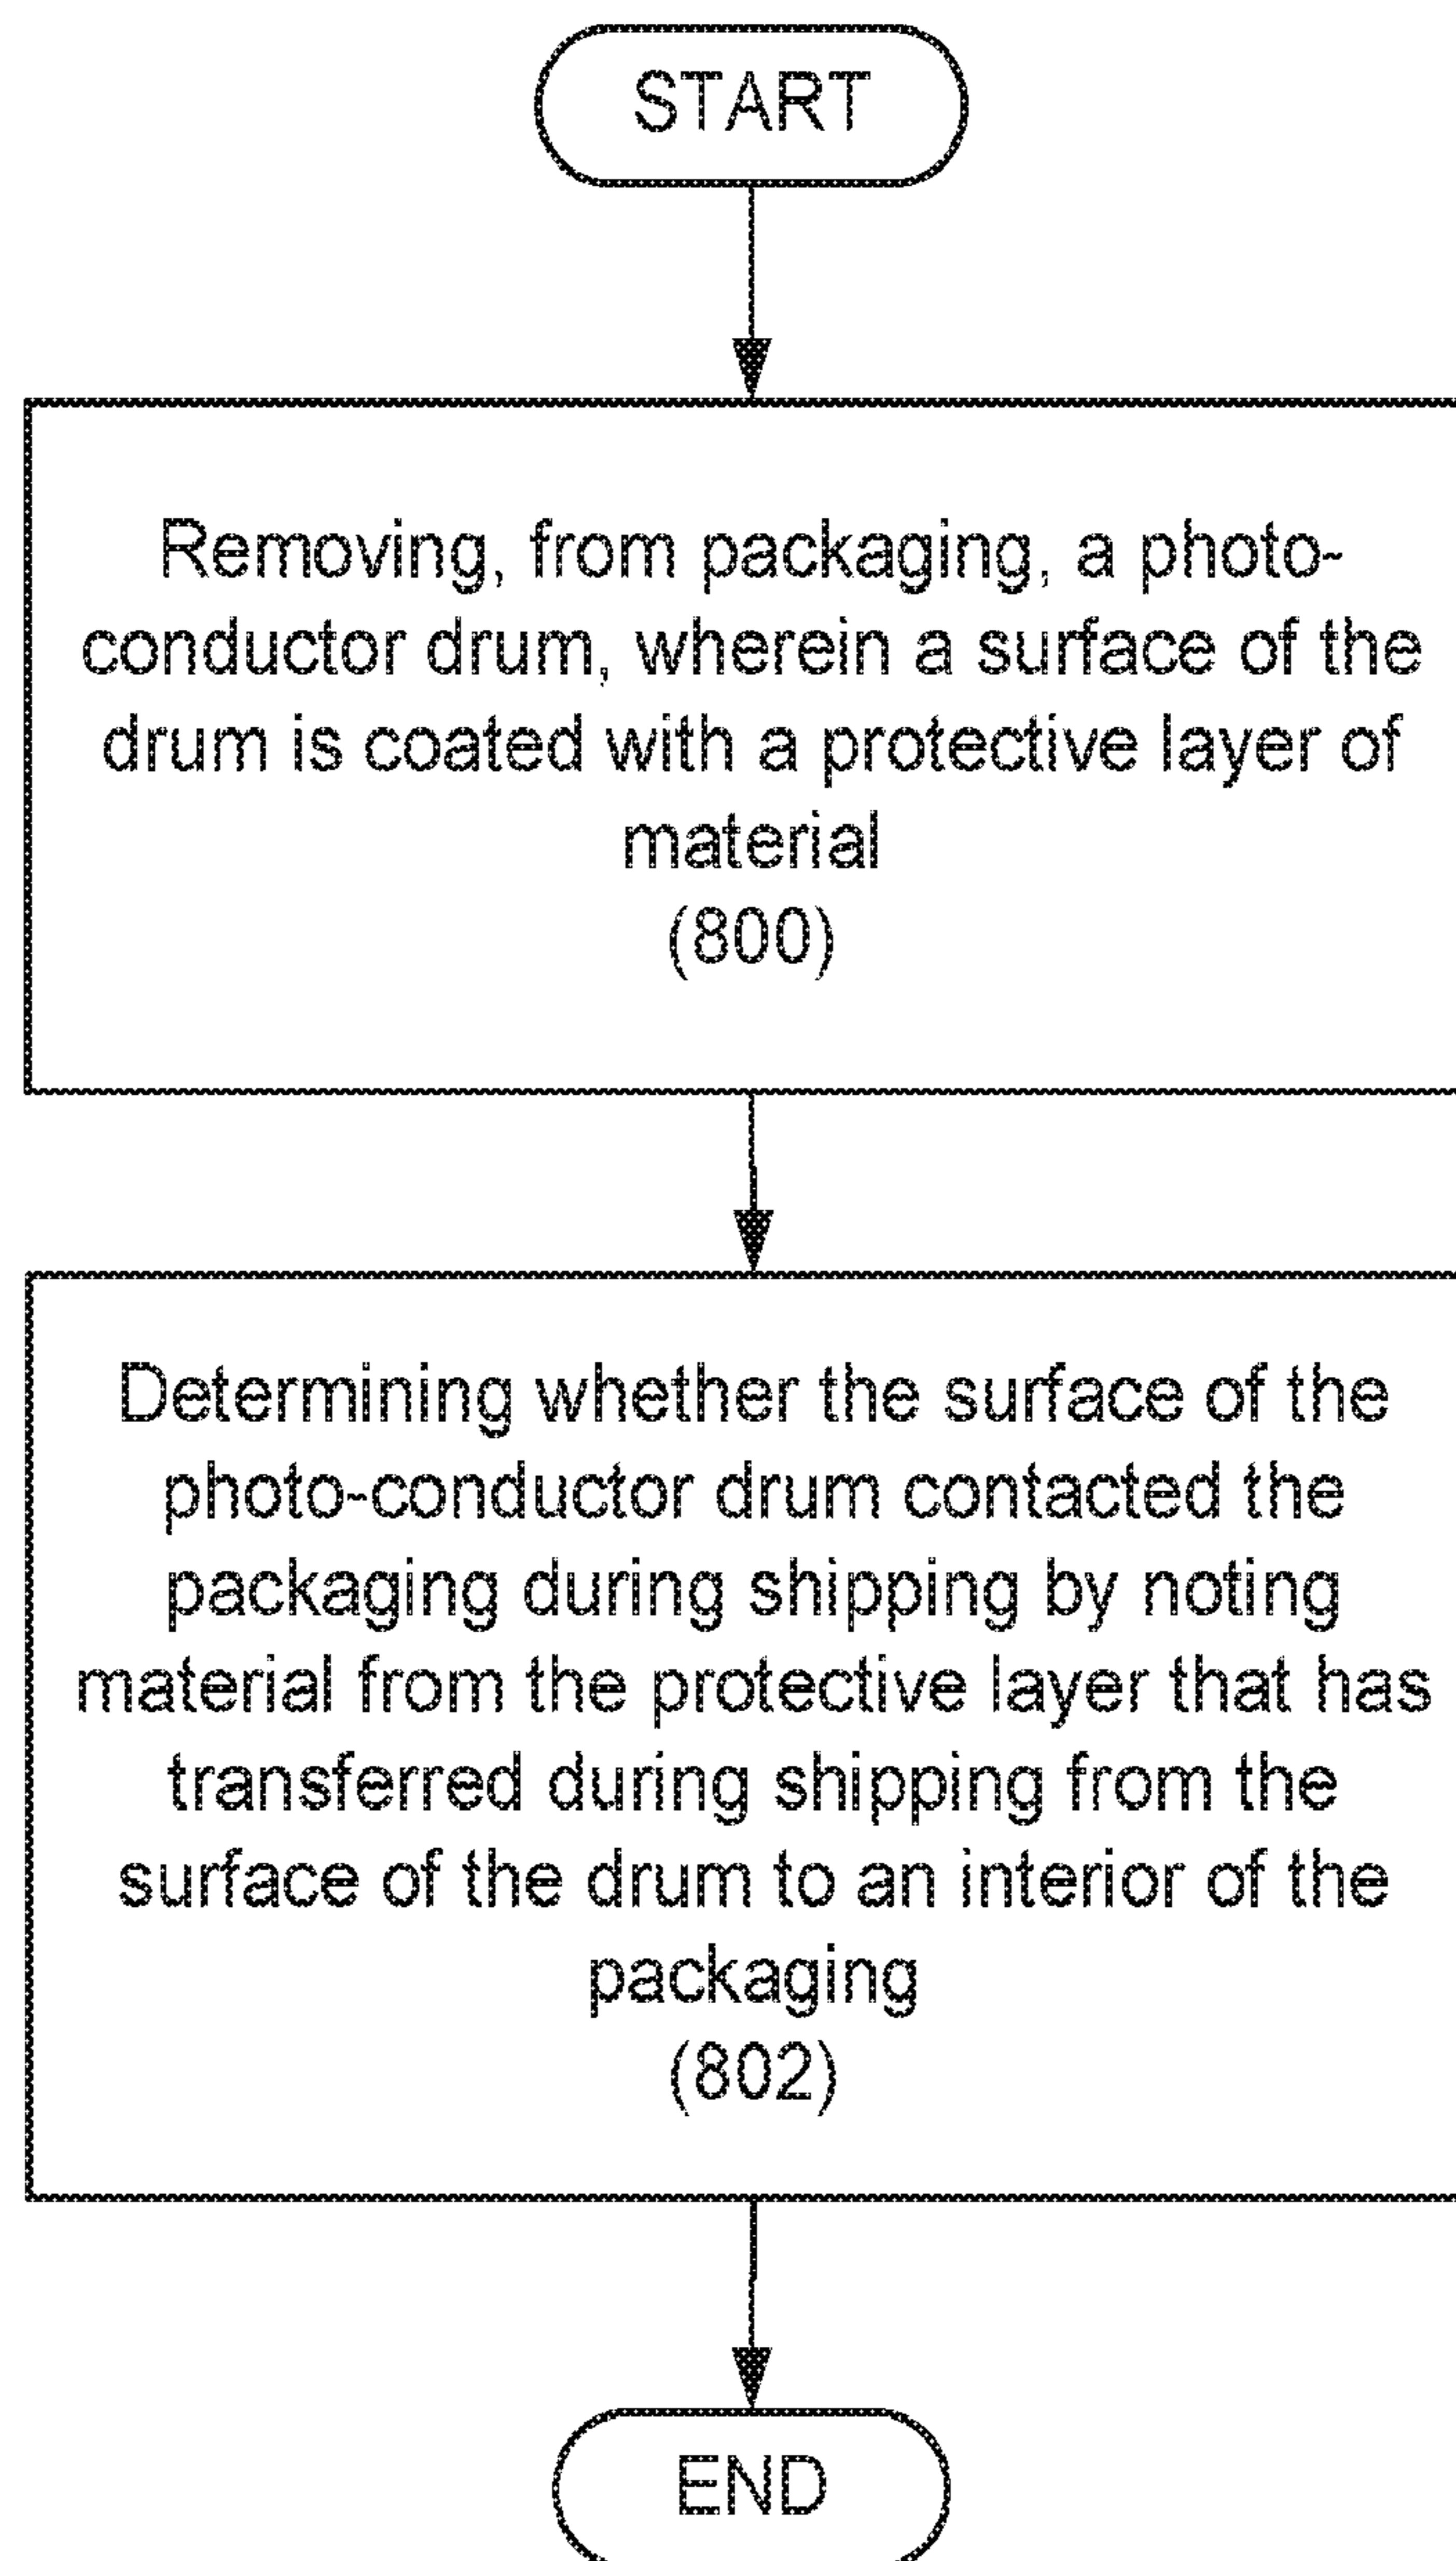 START
Removing, from packaging, a photo-
conductor drum, wherein a surface of the
drum is coated with a protective layer of
material
(800)
Determining whether the surface of the
photo-conductor drum contacted the
packaging during shipping by noting
material from the protective layer that has
transferred during shipping from the
surface of the drum to an interior of the
packaging
(802)
END